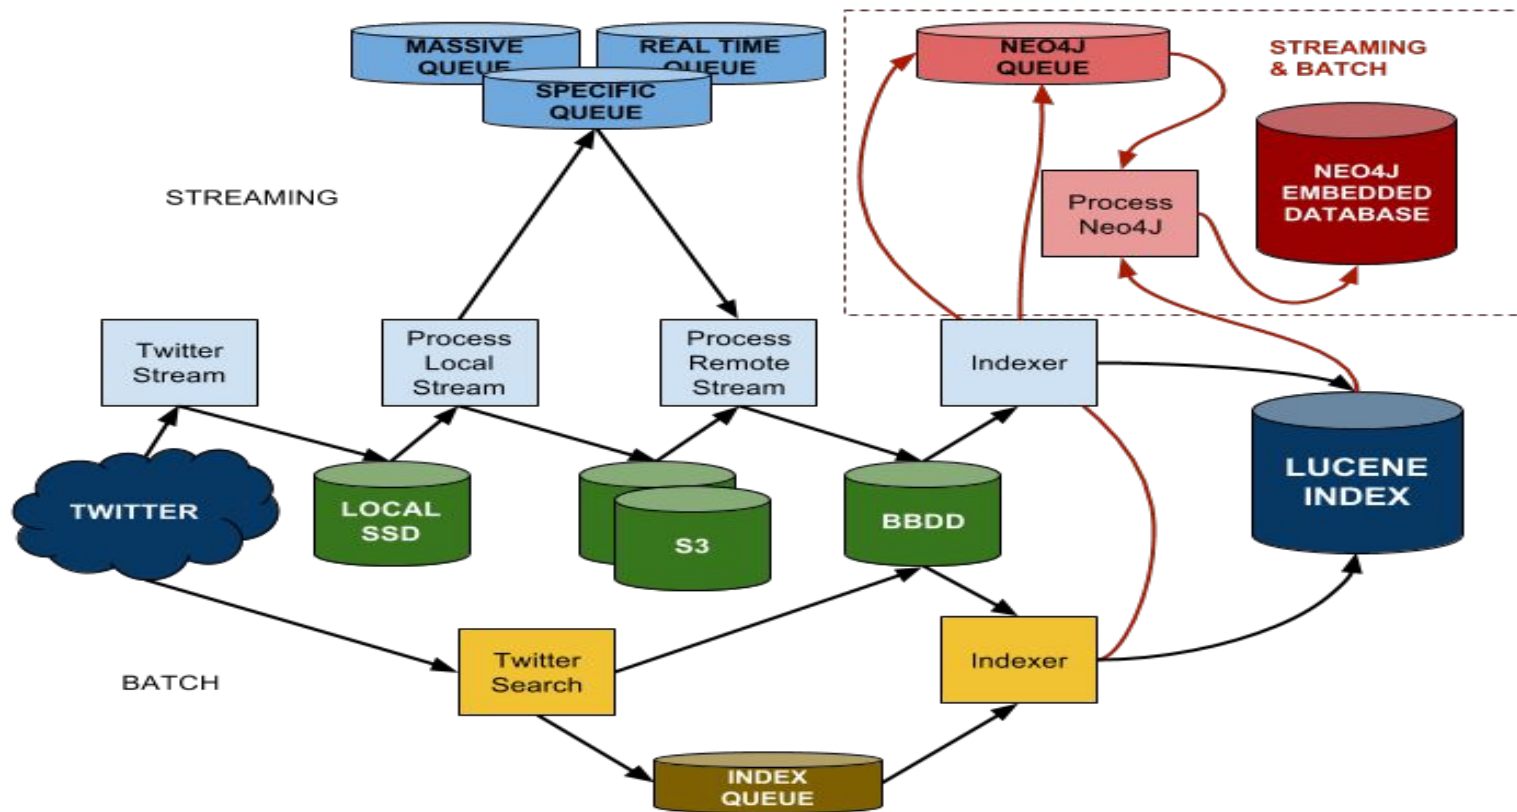 MASSIVE
QUEUE
REAL TIME
QUEUE
SPECIFIC
QUEUE
NEO4J
QUEUE
STREAMING
& BATCH
NEO4J
EMBEDDED
DATABASE
Process
Neo4J
STREAMING
Twitter
Stream
Process
Local
Stream
Process
Remote
Stream
Indexer
TWITTER
LOCAL
SSD
S3
BBDD
LUCENE
INDEX
BATCH
Twitter
Search
Indexer
INDEX
QUEUE